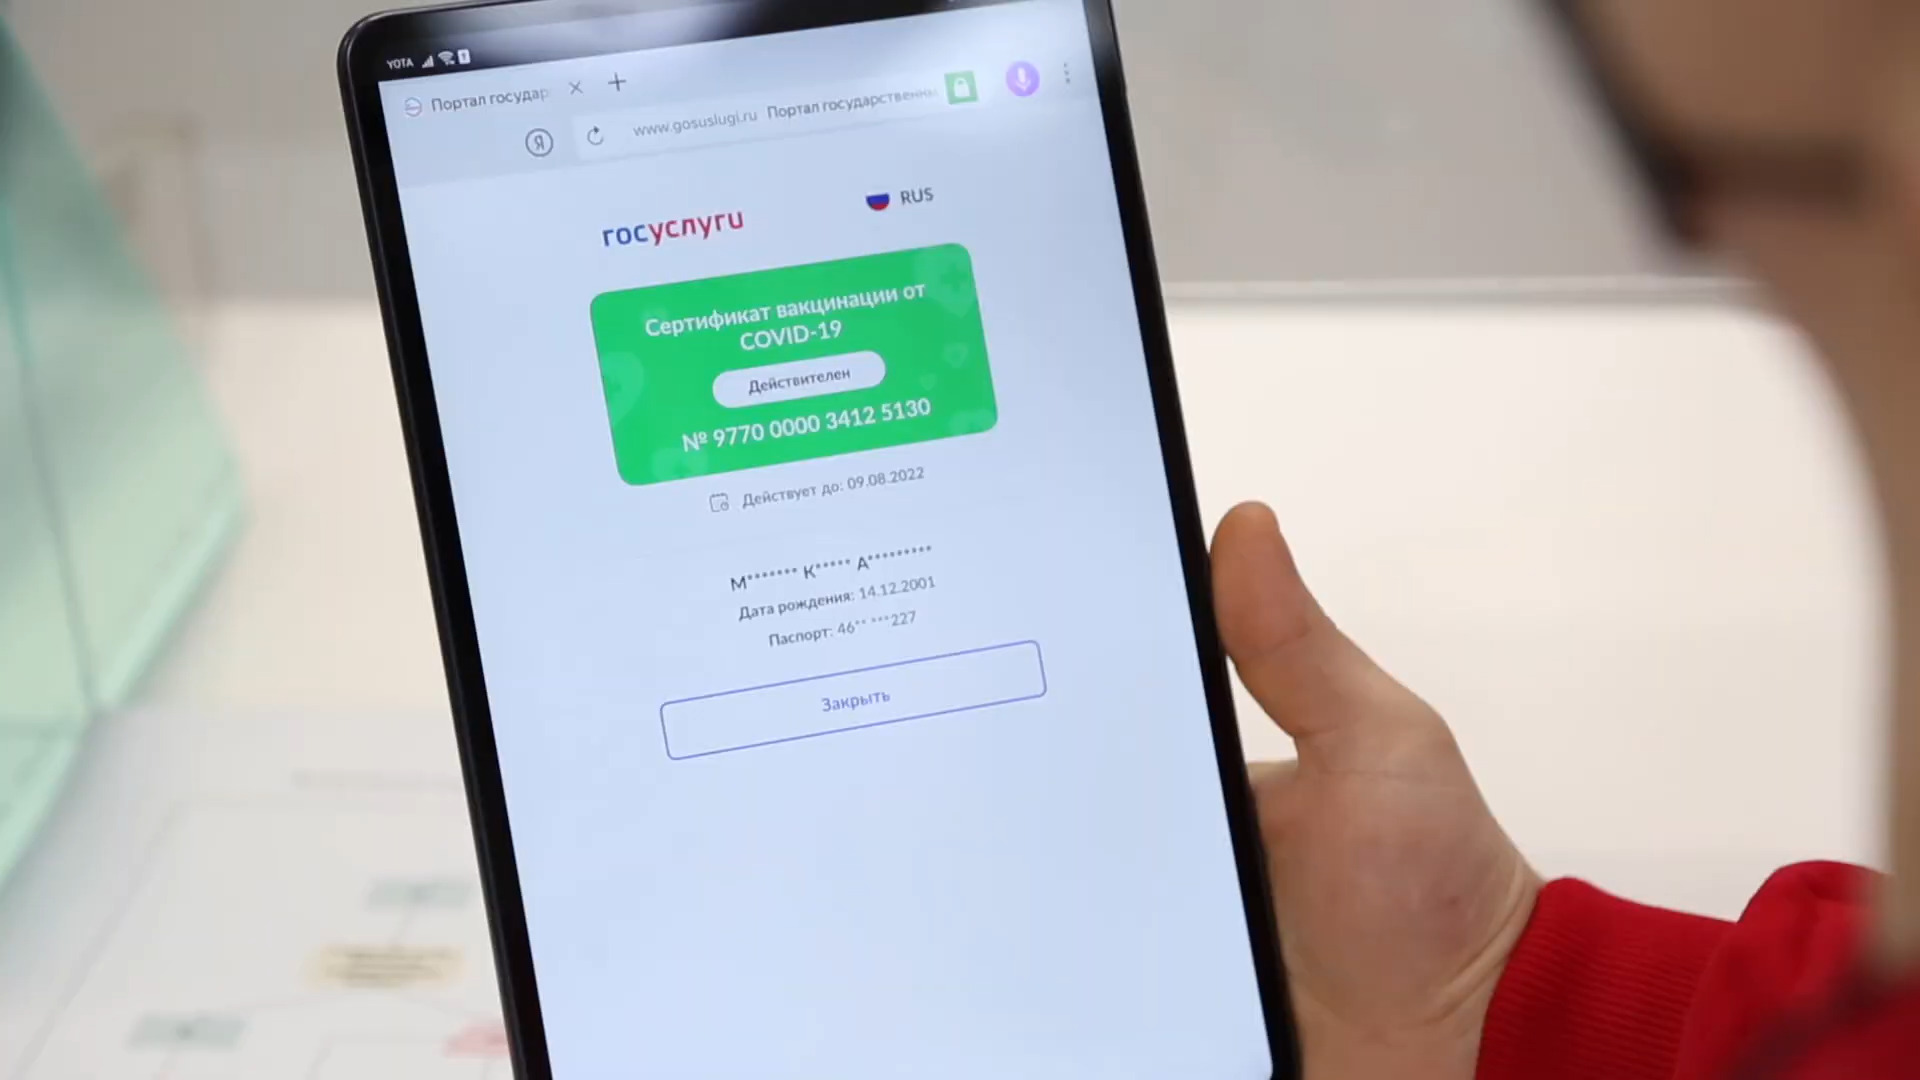 YOTA
Портал государ
www.gosuslugi.ru Портал государственны
госуслуги
RUS
Сертификат вакцинации от
COVID-19
Действителен
№ 9770 0000 3412 5130
Действует до: 09.08.2022
М******* К***** А*********
Дата рождения: 14.12.2001
Паспорт: 46** ***227
Закрыть